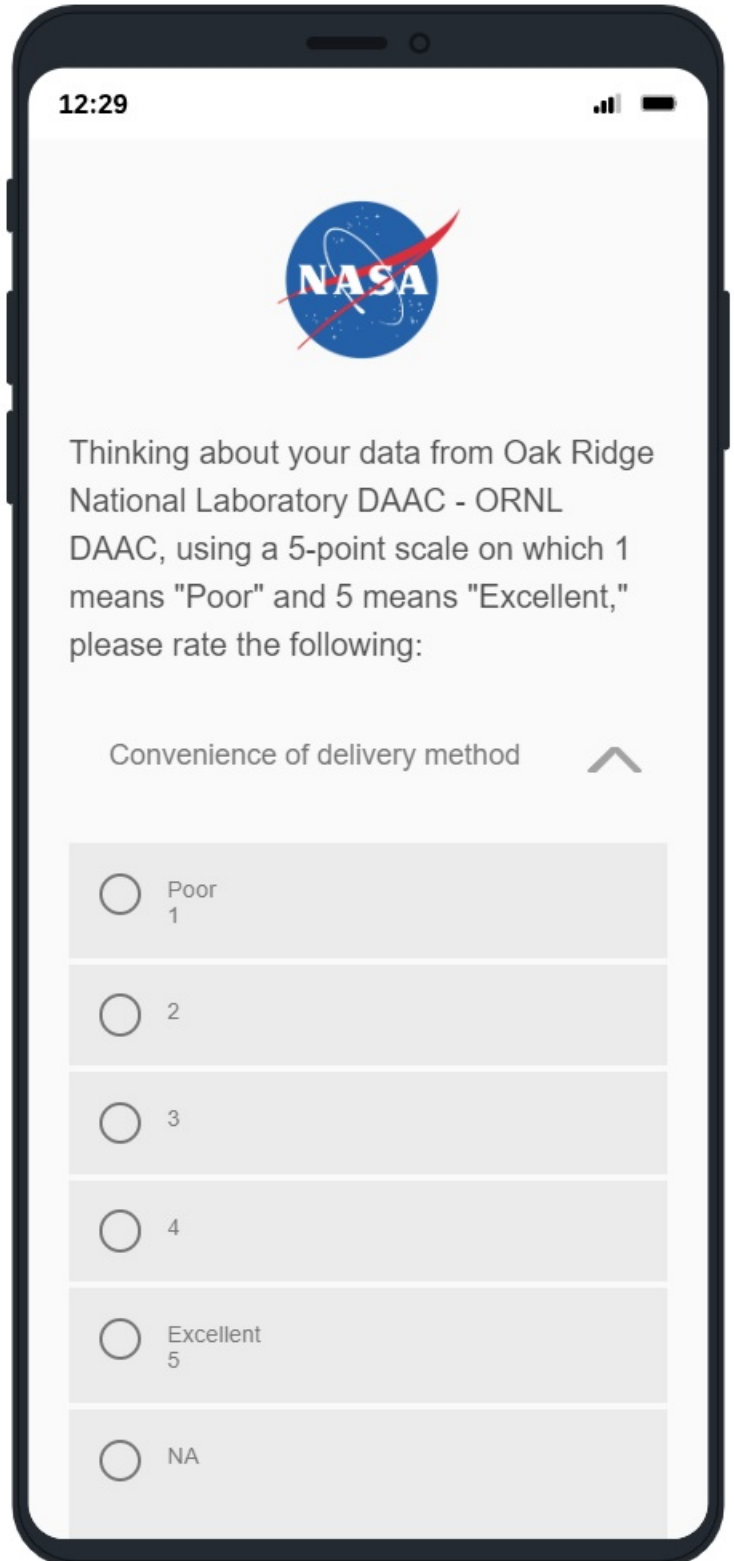 12:29
NASA
Thinking about your data from Oak Ridge
National Laboratory DAAC - ORNL
DAAC, using a 5-point scale on which 1
means "Poor" and 5 means "Excellent,"
please rate the following:
Convenience of delivery method
Poor
1
2
3
4
Excellent
5
NA